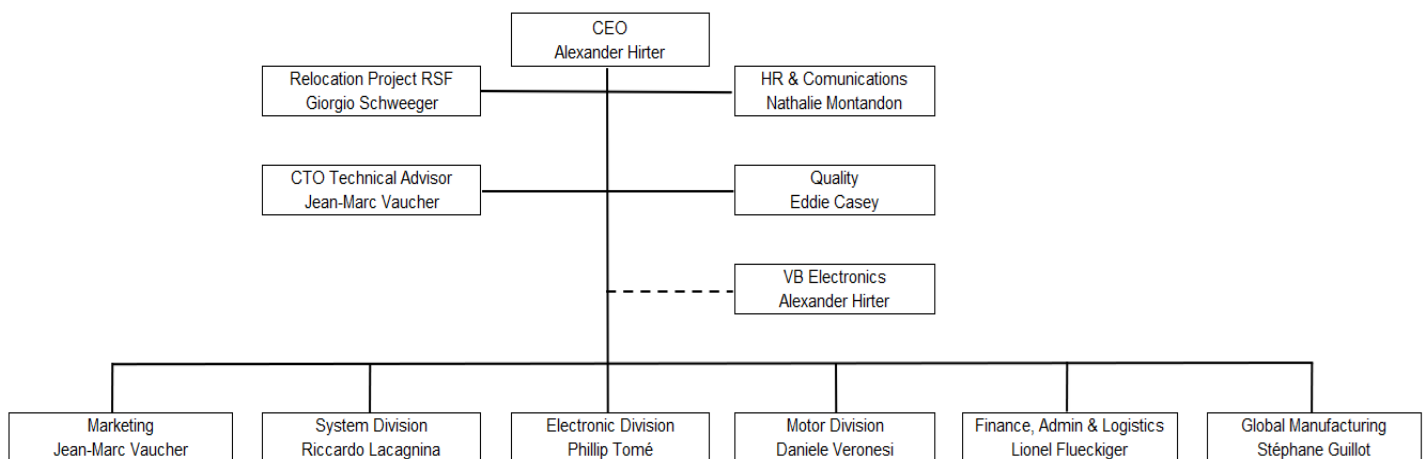 CEO
Alexander Hirter
Relocation Project RSF
Giorgio Schweeger
HR & Comunications
Nathalie Montandon
CTO Technical Advisor
Jean-Marc Vaucher
Quality
Eddie Casey
VB Electronics
Alexander Hirter
Marketing
Jean-Marc Vaucher
System Division
Riccardo Lacagnina
Electronic Division
Phillip Tomé
Motor Division
Daniele Veronesi
Finance, Admin & Logistics
Lionel Flueckiger
Global Manufacturing
Stéphane Guillot